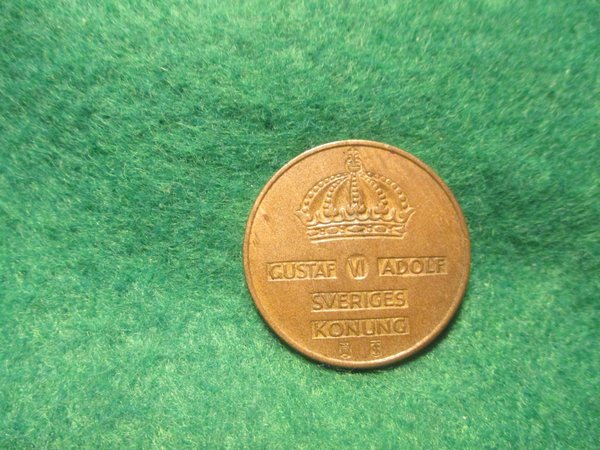 GUSTAF VI ADOLF
SVERIGES
KONUNG